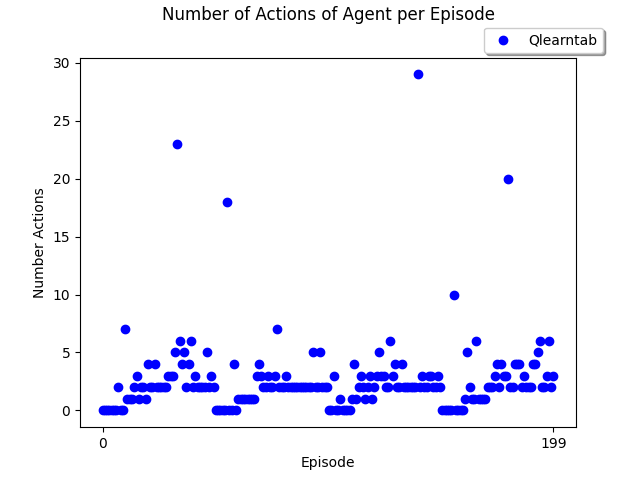 Number of Actions of Agent per Episode
Qlearntab
30
25
20
15
10
5
0
Number Actions
0 199
Episode